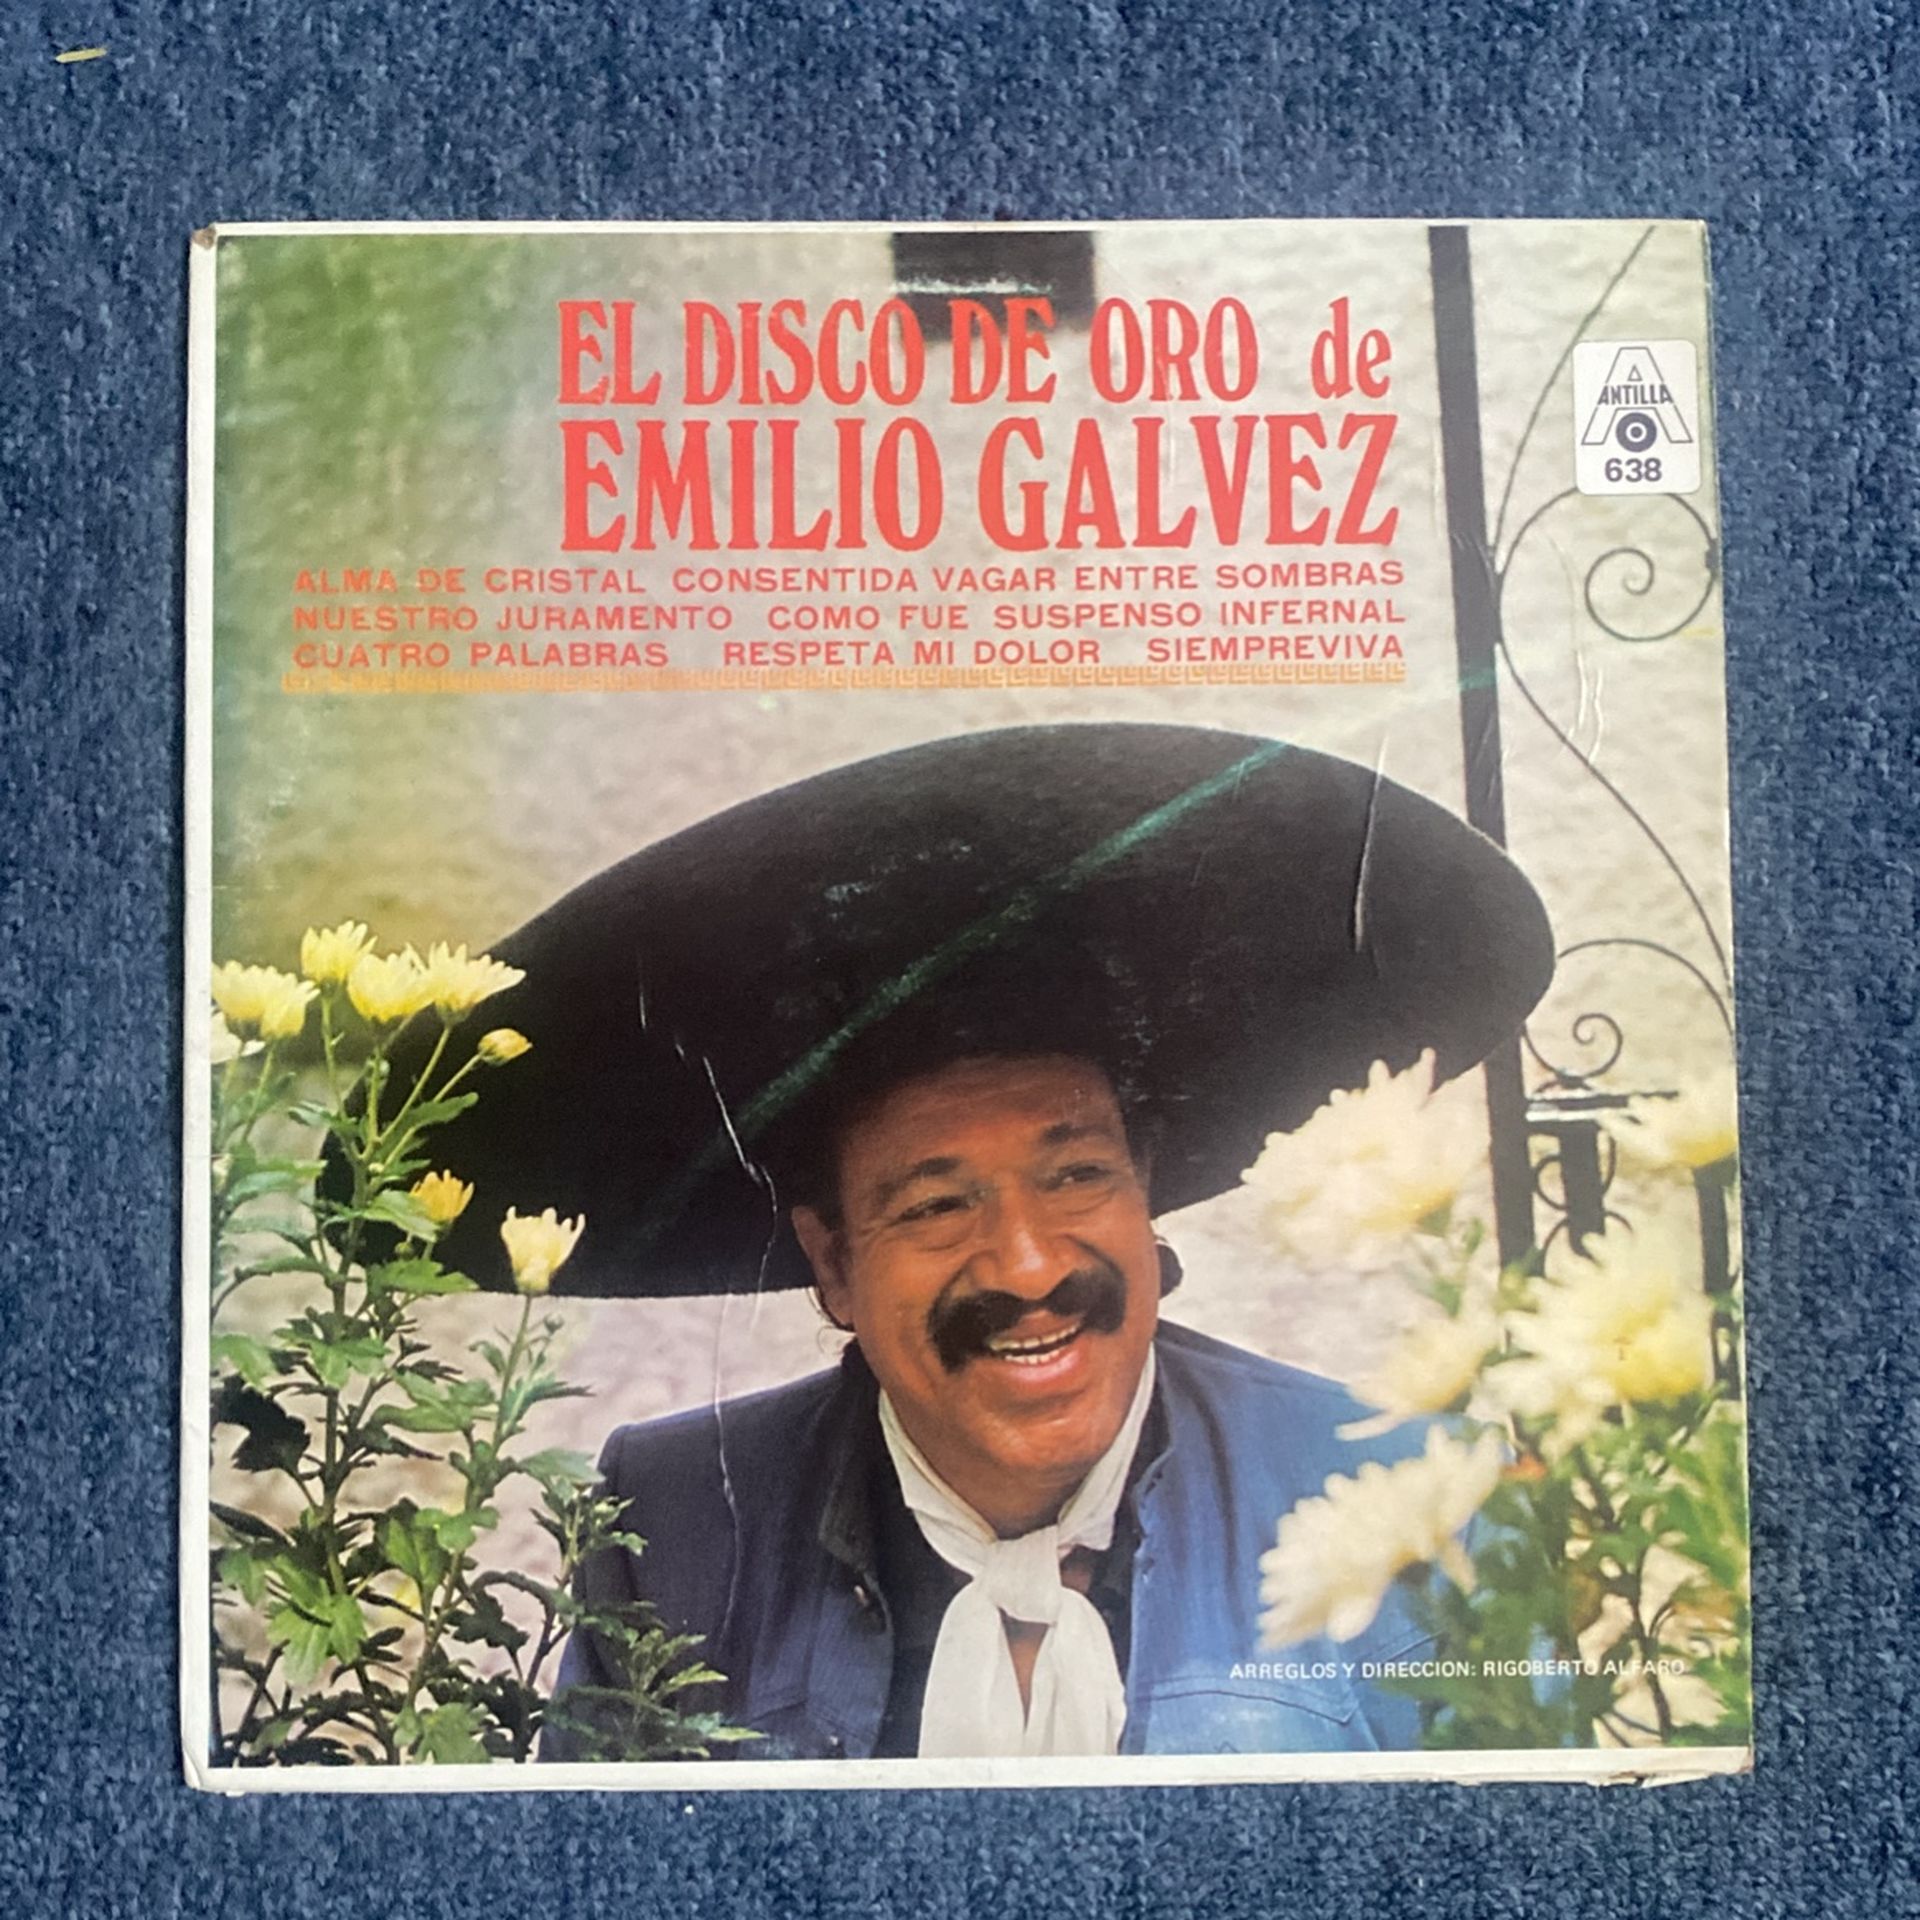 EL DISCO DE ORO de
EMILIO GALVEZ
ANTILLA
638
ALMA DE CRISTAL CONSENTIDA VAGAR ENTRE SOMBRAS
NUESTRO JURAMENTO COMO FUE SUSPENSO INFERNAL
CUATRO PALABRAS RESPETA MI DOLOR SIEMPREVIVA
ARREGLOS Y DIRECCION: RIGOBERTO ALFARO